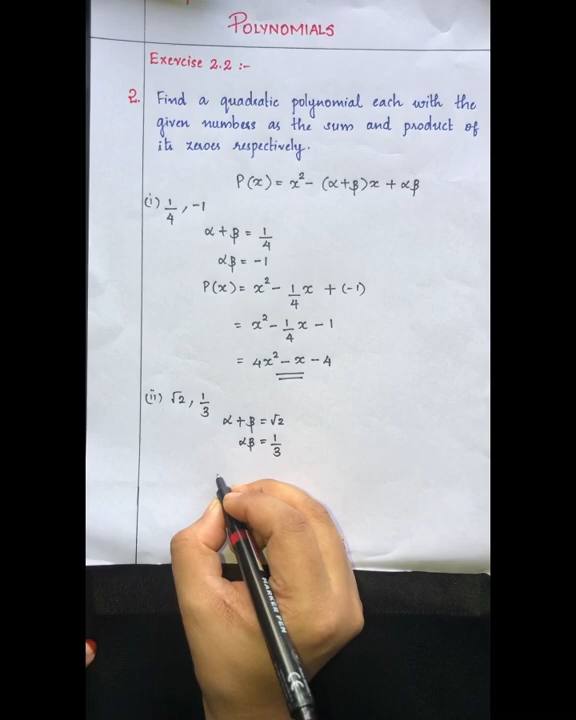 POLYNOMIALS
Exercise 2.2 :-
2. Find a quadratic polynomial each with the
given numbers as the sum and product of
its zeroes respectively.
P(x) = x² - (α+β)x + αβ
(i) 1/4, -1
α + β = 1/4
αβ = -1
P(x) = x² - 1/4 x + (-1)
= x² - 1/4 x - 1
= 4x² - x - 4
(ii) √2, 1/3
α + β = √2
αβ = 1/3
MARKER PEN